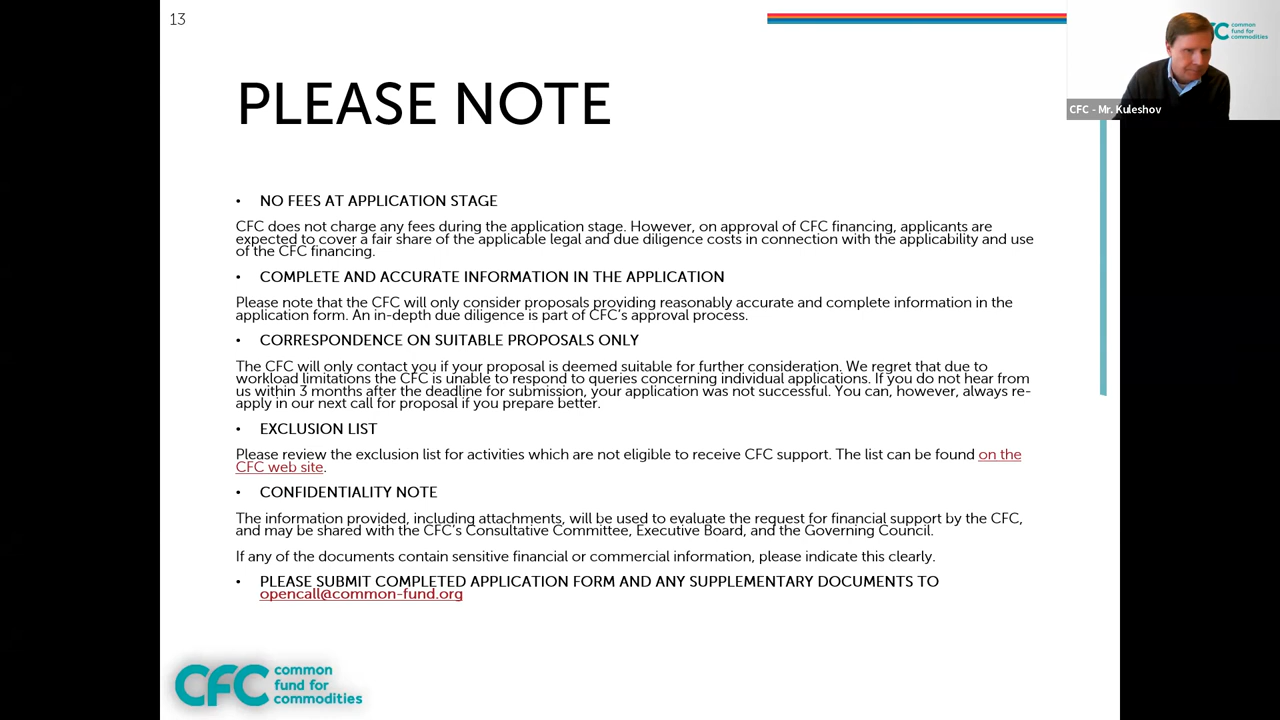 13
common
fund for
commodities
CFC - Mr. Kuleshov
PLEASE NOTE
• NO FEES AT APPLICATION STAGE
CFC does not charge any fees during the application stage. However, on approval of CFC financing, applicants are
expected to cover a fair share of the applicable legal and due diligence costs in connection with the applicability and use
of the CFC financing.
• COMPLETE AND ACCURATE INFORMATION IN THE APPLICATION
Please note that the CFC will only consider proposals providing reasonably accurate and complete information in the
application form. An in-depth due diligence is part of CFC's approval process.
• CORRESPONDENCE ON SUITABLE PROPOSALS ONLY
The CFC will only contact you if your proposal is deemed suitable for further consideration. We regret that due to
workload limitations the CFC is unable to respond to queries concerning individual applications. If you do not hear from
us within 3 months after the deadline for submission, your application was not successful. You can, however, always re-
apply in our next call for proposal if you prepare better.
• EXCLUSION LIST
Please review the exclusion list for activities which are not eligible to receive CFC support. The list can be found on the
CFC web site.
• CONFIDENTIALITY NOTE
The information provided, including attachments, will be used to evaluate the request for financial support by the CFC,
and may be shared with the CFC's Consultative Committee, Executive Board, and the Governing Council.
If any of the documents contain sensitive financial or commercial information, please indicate this clearly.
• PLEASE SUBMIT COMPLETED APPLICATION FORM AND ANY SUPPLEMENTARY DOCUMENTS TO
opencall@common-fund.org
CFC
common
fund for
commodities